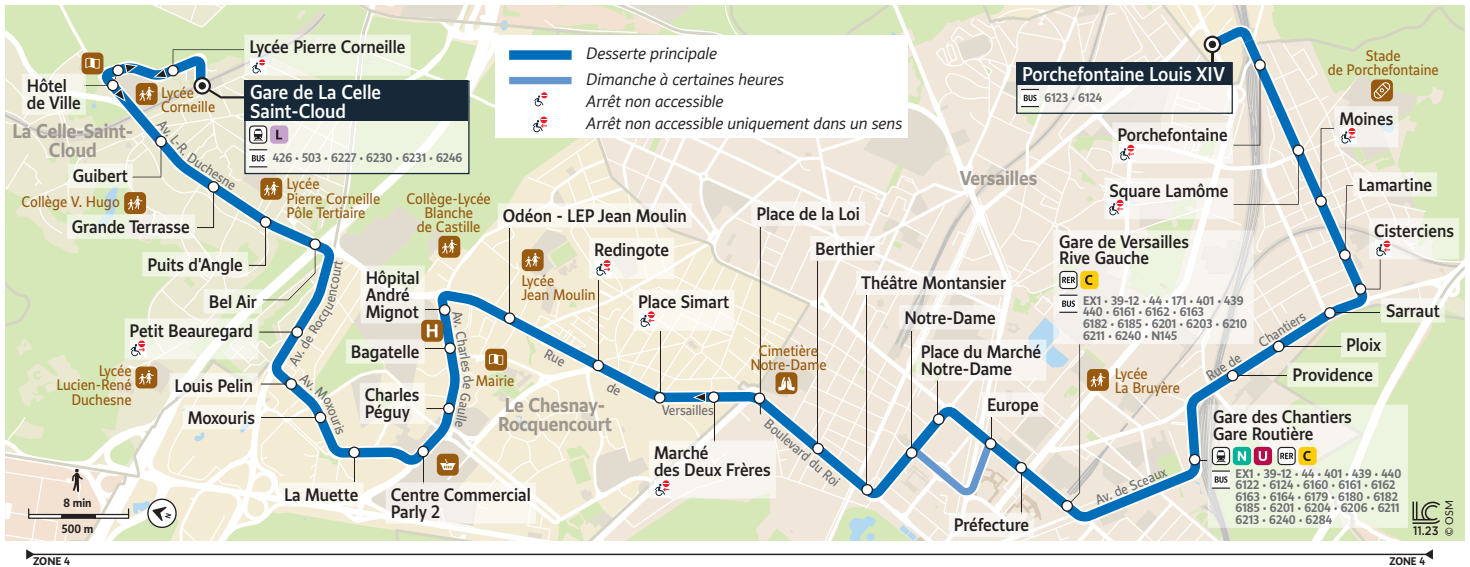 Lycée Pierre Corneille
Hôtel
de Ville
Lycée
Corneille
Gare de La Celle
Saint-Cloud
L
BUS 426 • 503 • 6227 • 6230 • 6231 • 6246
La Celle-Saint-
Cloud
Av. L-R. Duchesne
Guibert
Collège V. Hugo
Grande Terrasse
Lycée
Pierre Corneille
Pôle Tertiaire
Puits d'Angle
Bel Air
Av. de Rocquencourt
Petit Beauregard
Lycée
Lucien-René
Duchesne
Louis Pelin
Av. Moxouris
Moxouris
La Muette
Centre Commercial
Parly 2
Charles
Péguy
Bagatelle
Av. Charles de Gaulle
Hôpital
André
Mignot
H
Collège-Lycée
Blanche
de Castille
Mairie
Le Chesnay-
Rocquencourt
Desserte principale
Dimanche à certaines heures
Arrêt non accessible
Arrêt non accessible uniquement dans un sens
Odéon - LEP Jean Moulin
Lycée
Jean Moulin
Redingote
Place Simart
Rue de Versailles
Marché
des Deux Frères
Place de la Loi
Cimetière
Notre-Dame
Berthier
Boulevard du Roi
Théâtre Montansier
Notre-Dame
Place du Marché
Notre-Dame
Europe
Préfecture
Versailles
Gare de Versailles
Rive Gauche
RER C
BUS EX1 • 39-12 • 44 • 171 • 401 • 439
440 • 6161 • 6162 • 6163
6182 • 6185 • 6201 • 6203 • 6210
6211 • 6240 • N145
Lycée
La Bruyère
Av. de Sceaux
Gare des Chantiers
Gare Routière
N U RER C
BUS EX1 • 39-12 • 44 • 401 • 439 • 440
6122 • 6124 • 6160 • 6161 • 6162
6163 • 6164 • 6179 • 6180 • 6182
6185 • 6201 • 6204 • 6206 • 6211
6213 • 6240 • 6284
Rue de Chantiers
Providence
Ploix
Sarraut
Cisterciens
Lamartine
Moines
Square Lamôme
Porchefontaine
Stade
de Porchefontaine
Porchefontaine Louis XIV
BUS 6123 • 6124
8 min
500 m
N
LC
11.23
© OSM
ZONE 4
ZONE 4